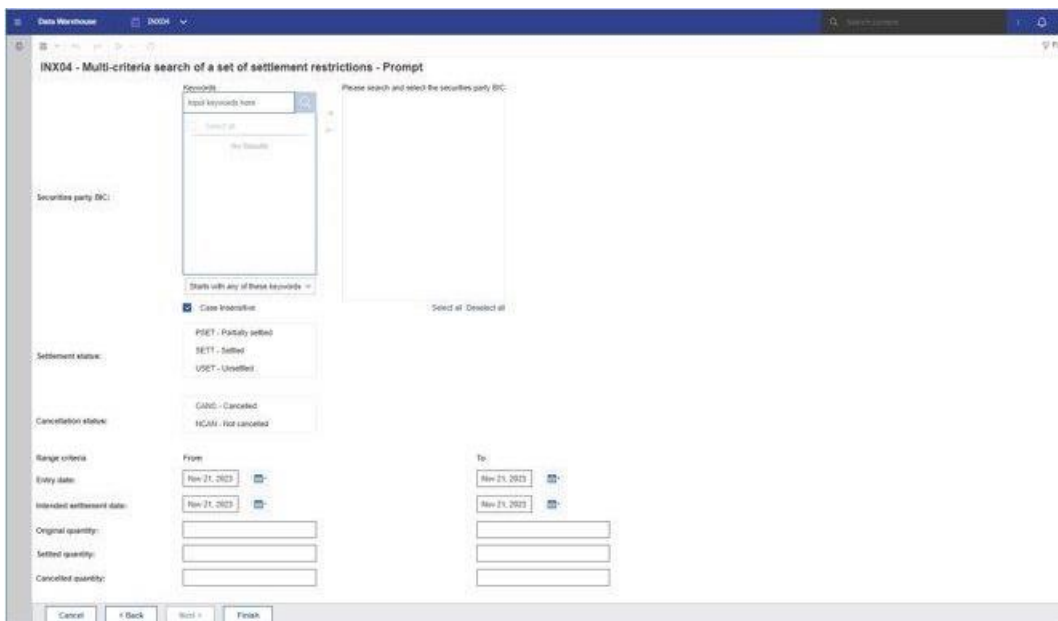 Data Warehouse INX04
Search content
INX04 - Multi-criteria search of a set of settlement restrictions - Prompt
Keywords:
Please search and select the securities party BIC:
Input keywords here
Select all
No Results
Securities party BIC:
Starts with any of these keywords
Case Insensitive
Select all Deselect all
Settlement status:
PSET - Partially settled
SETT - Settled
USET - Unsettled
Cancellation status:
CANC - Cancelled
NCAN - Not cancelled
Range criteria From To
Entry date: Nov 21, 2023 Nov 21, 2023
Intended settlement date: Nov 21, 2023 Nov 21, 2023
Original quantity:
Settled quantity:
Cancelled quantity:
Cancel < Back Next > Finish